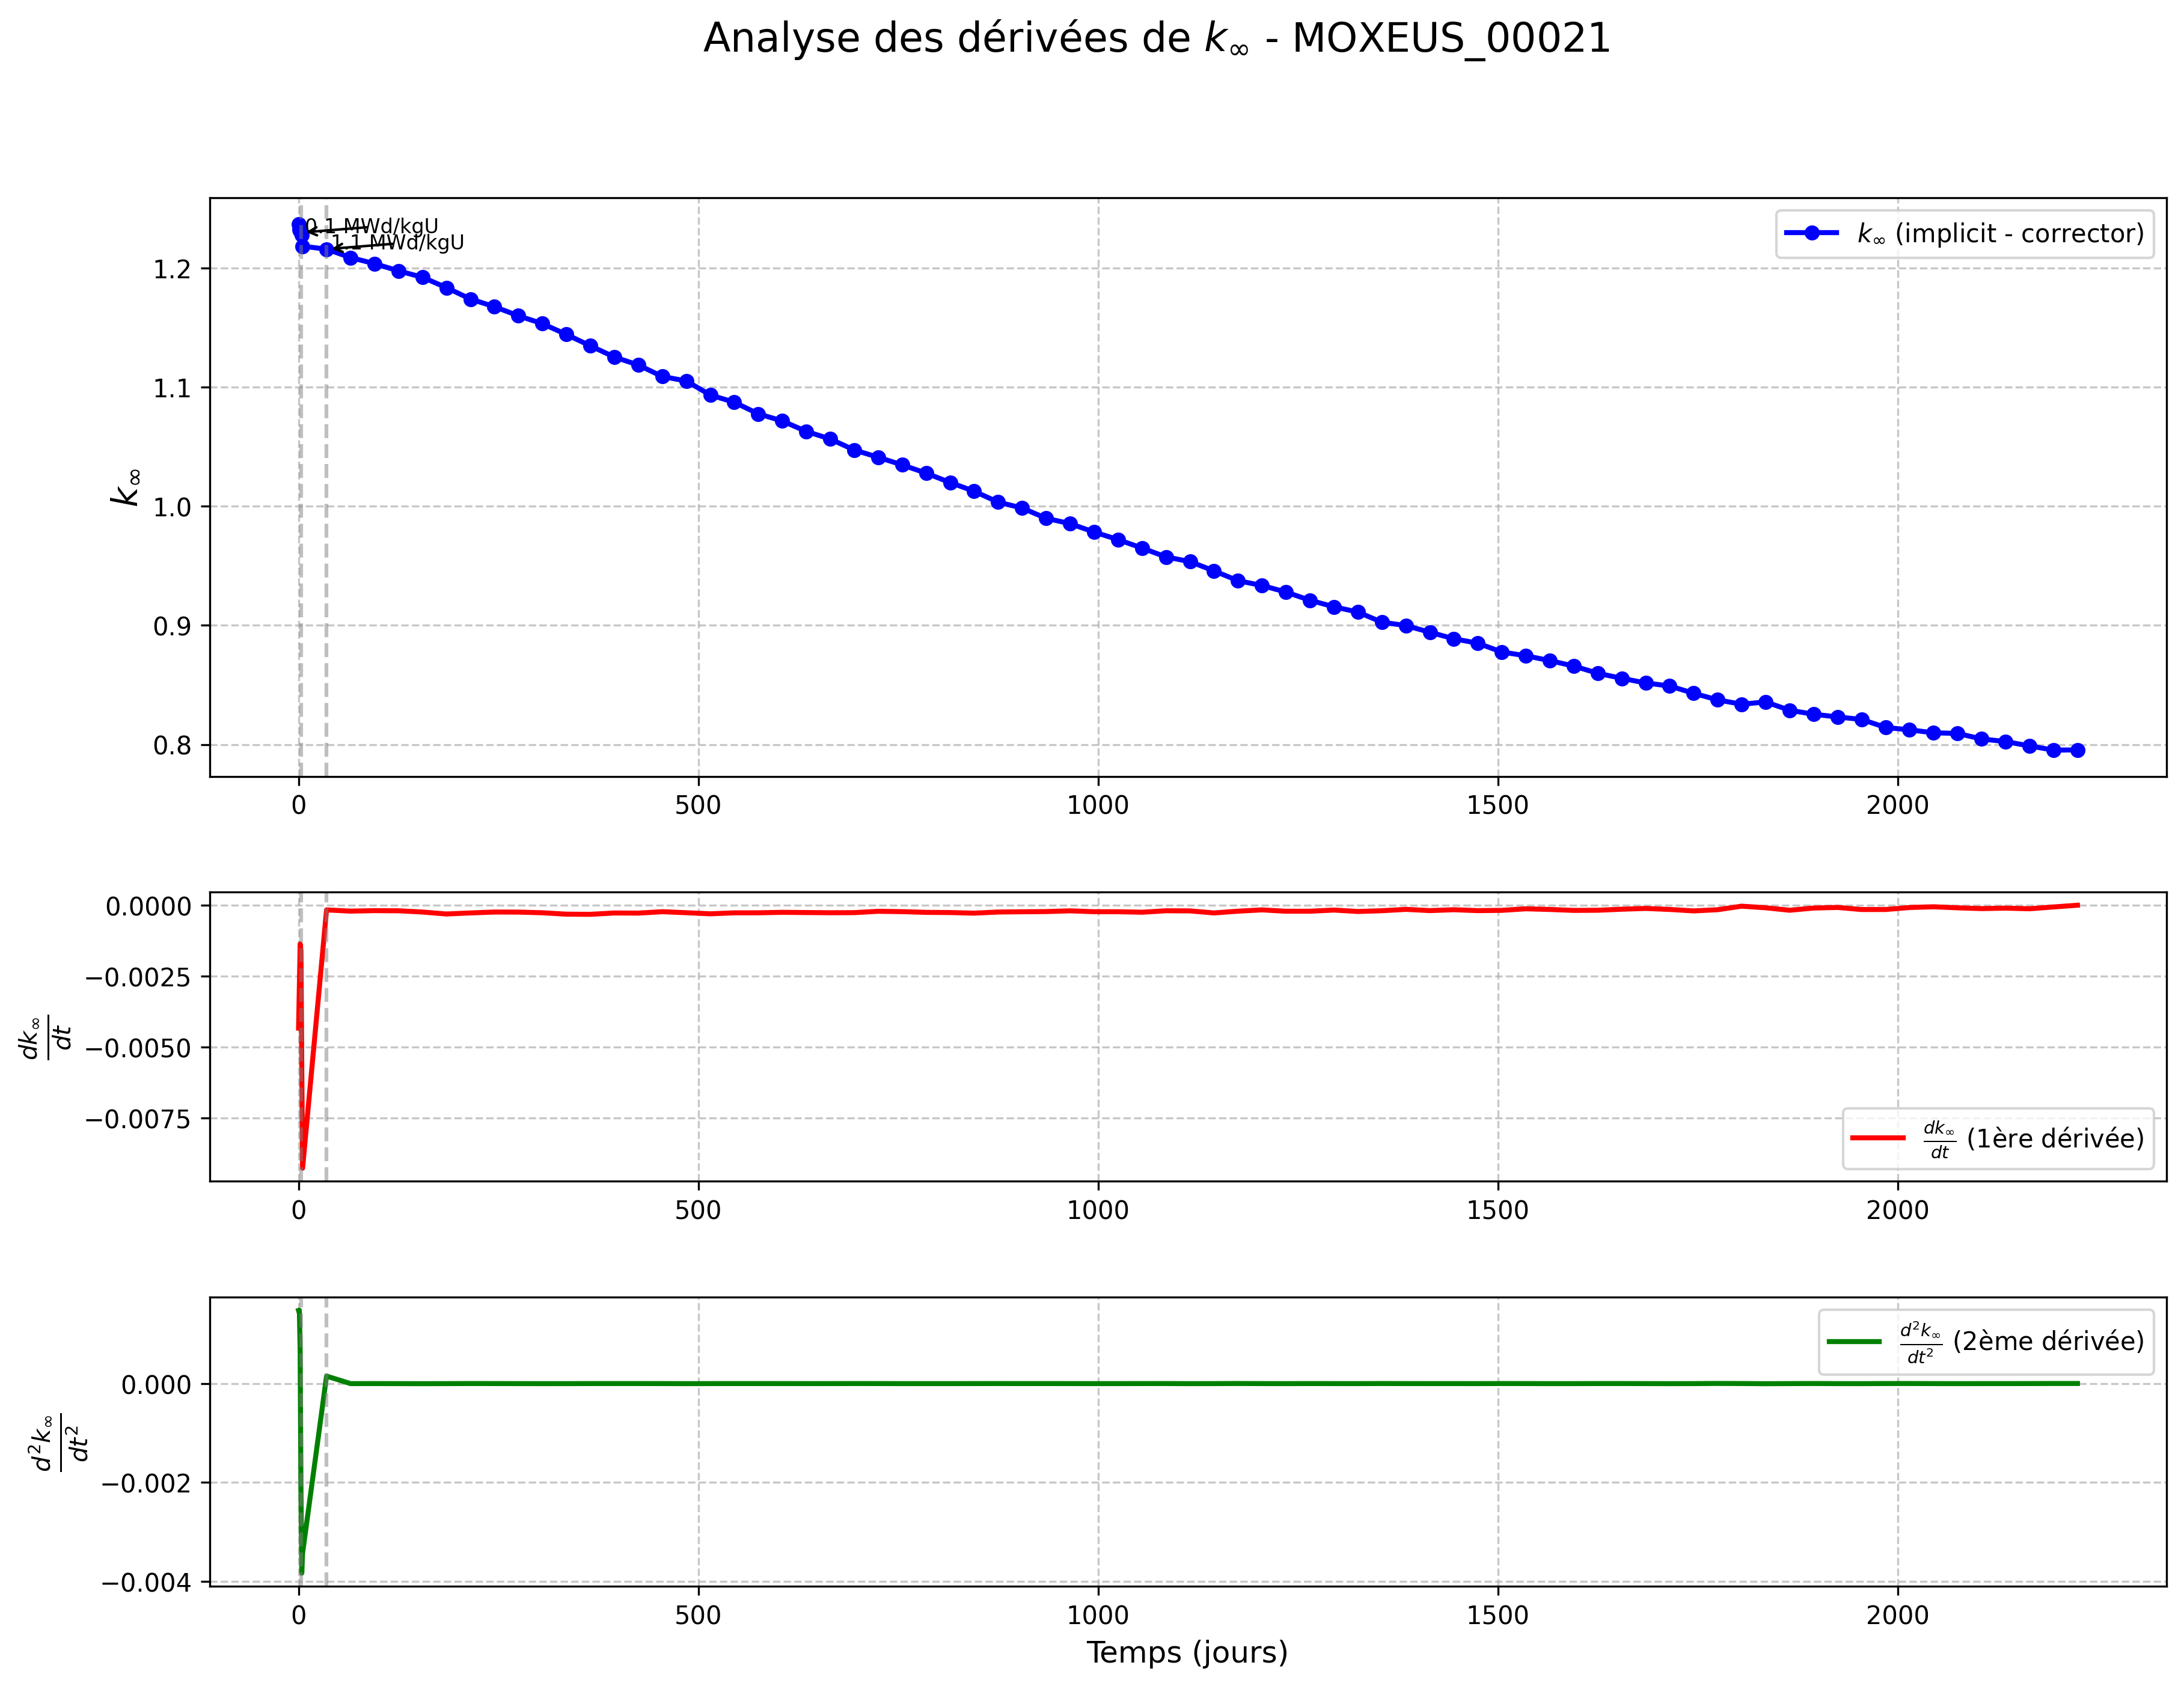 Analyse des dérivées de k∞ - MOXEUS_00021
0.1 MWd/kgU
1.1 MWd/kgU
k∞ (implicit - corrector)
k∞
1.2
1.1
1.0
0.9
0.8
0 500 1000 1500 2000
dk∞/dt
0.0000
−0.0025
−0.0050
−0.0075
dk∞/dt (1ère dérivée)
0 500 1000 1500 2000
d²k∞/dt²
d²k∞/dt² (2ème dérivée)
0.000
−0.002
−0.004
0 500 1000 1500 2000
Temps (jours)